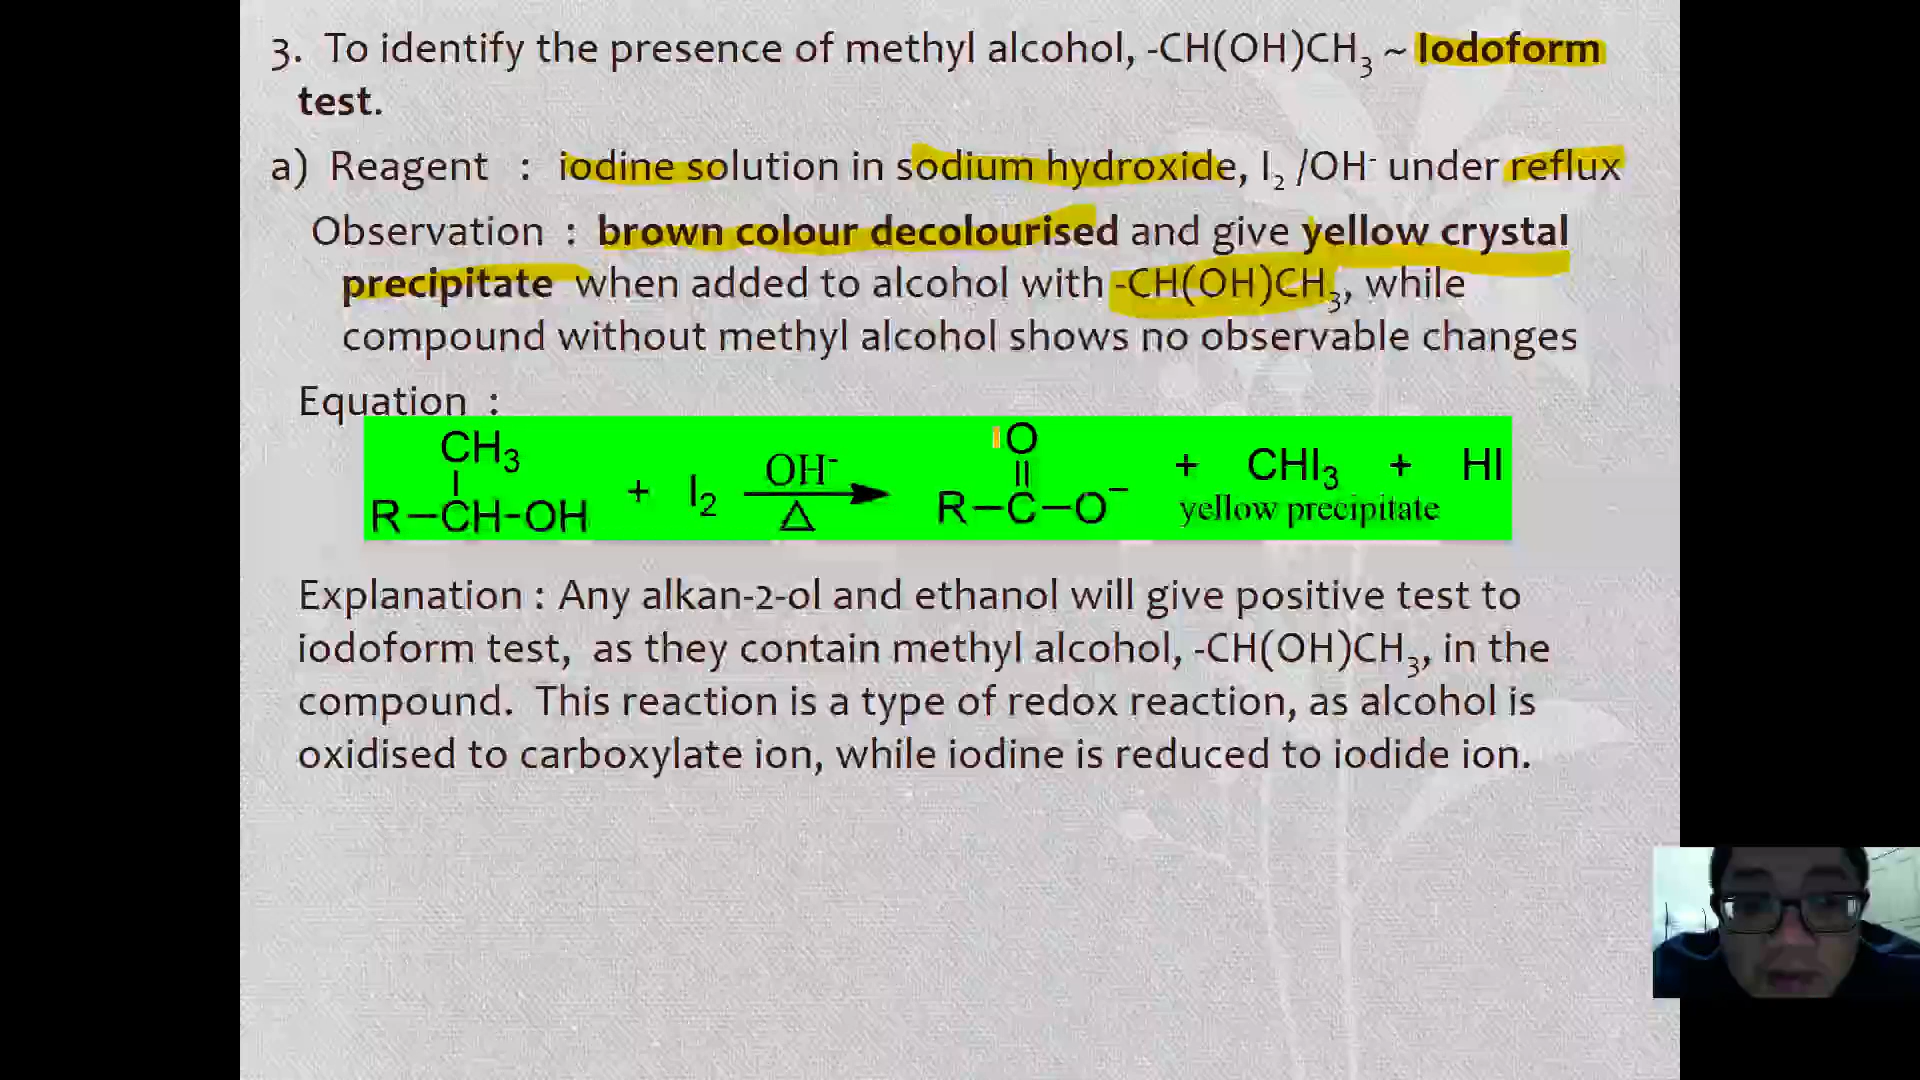 3. To identify the presence of methyl alcohol, -CH(OH)CH₃ ~ Iodoform
test.
a) Reagent : iodine solution in sodium hydroxide, I₂ /OH⁻ under reflux
Observation : brown colour decolourised and give yellow crystal
precipitate when added to alcohol with -CH(OH)CH₃, while
compound without methyl alcohol shows no observable changes
Equation :
CH₃
R–CH-OH + I₂ OH⁻ Δ R–C–O⁻ O + CHI₃ + HI
yellow precipitate
Explanation : Any alkan-2-ol and ethanol will give positive test to
iodoform test, as they contain methyl alcohol, -CH(OH)CH₃, in the
compound. This reaction is a type of redox reaction, as alcohol is
oxidised to carboxylate ion, while iodine is reduced to iodide ion.